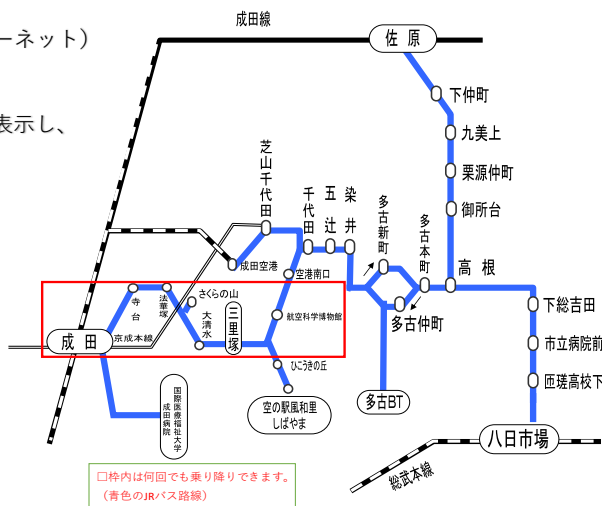 ーネット）
表示し、
成田線
佐原
下仲町
九美上
栗源仲町
御所台
高根
芝山千代田
千代田
五辻
染井
多古新町
多古本町
多古仲町
成田空港
空港南口
さくらの山
寺台
法華塚
大清水
三里塚
航空科学博物館
成田
京成本線
ひこうきの丘
空の駅風和里
しばやま
多古BT
下総吉田
市立病院前
匝瑳高校下
八日市場
総武本線
国際医療福祉大学
成田病院
□枠内は何回でも乗り降りできます。
（青色のJRバス路線）